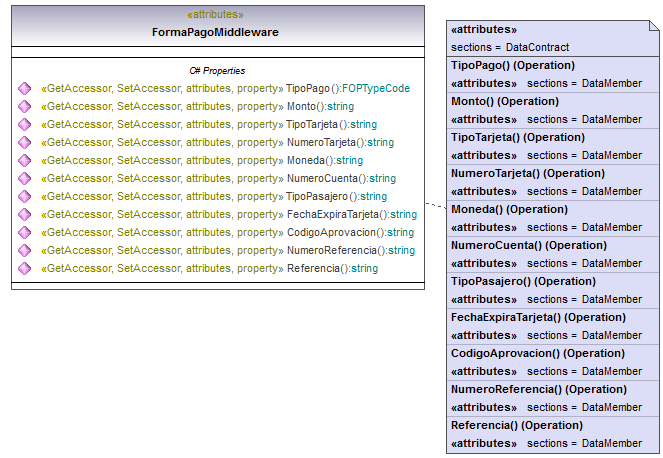 «attributes»
FormaPagoMiddleware
C# Properties
«GetAccessor, SetAccessor, attributes, property» TipoPago():FOPTypeCode
«GetAccessor, SetAccessor, attributes, property» Monto():string
«GetAccessor, SetAccessor, attributes, property» TipoTarjeta():string
«GetAccessor, SetAccessor, attributes, property» NumeroTarjeta():string
«GetAccessor, SetAccessor, attributes, property» Moneda():string
«GetAccessor, SetAccessor, attributes, property» NumeroCuenta():string
«GetAccessor, SetAccessor, attributes, property» TipoPasajero():string
«GetAccessor, SetAccessor, attributes, property» FechaExpiraTarjeta():string
«GetAccessor, SetAccessor, attributes, property» CodigoAprovacion():string
«GetAccessor, SetAccessor, attributes, property» NumeroReferencia():string
«GetAccessor, SetAccessor, attributes, property» Referencia():string
«attributes»
sections = DataContract
TipoPago() (Operation)
«attributes» sections = DataMember
Monto() (Operation)
«attributes» sections = DataMember
TipoTarjeta() (Operation)
«attributes» sections = DataMember
NumeroTarjeta() (Operation)
«attributes» sections = DataMember
Moneda() (Operation)
«attributes» sections = DataMember
NumeroCuenta() (Operation)
«attributes» sections = DataMember
TipoPasajero() (Operation)
«attributes» sections = DataMember
FechaExpiraTarjeta() (Operation)
«attributes» sections = DataMember
CodigoAprovacion() (Operation)
«attributes» sections = DataMember
NumeroReferencia() (Operation)
«attributes» sections = DataMember
Referencia() (Operation)
«attributes» sections = DataMember